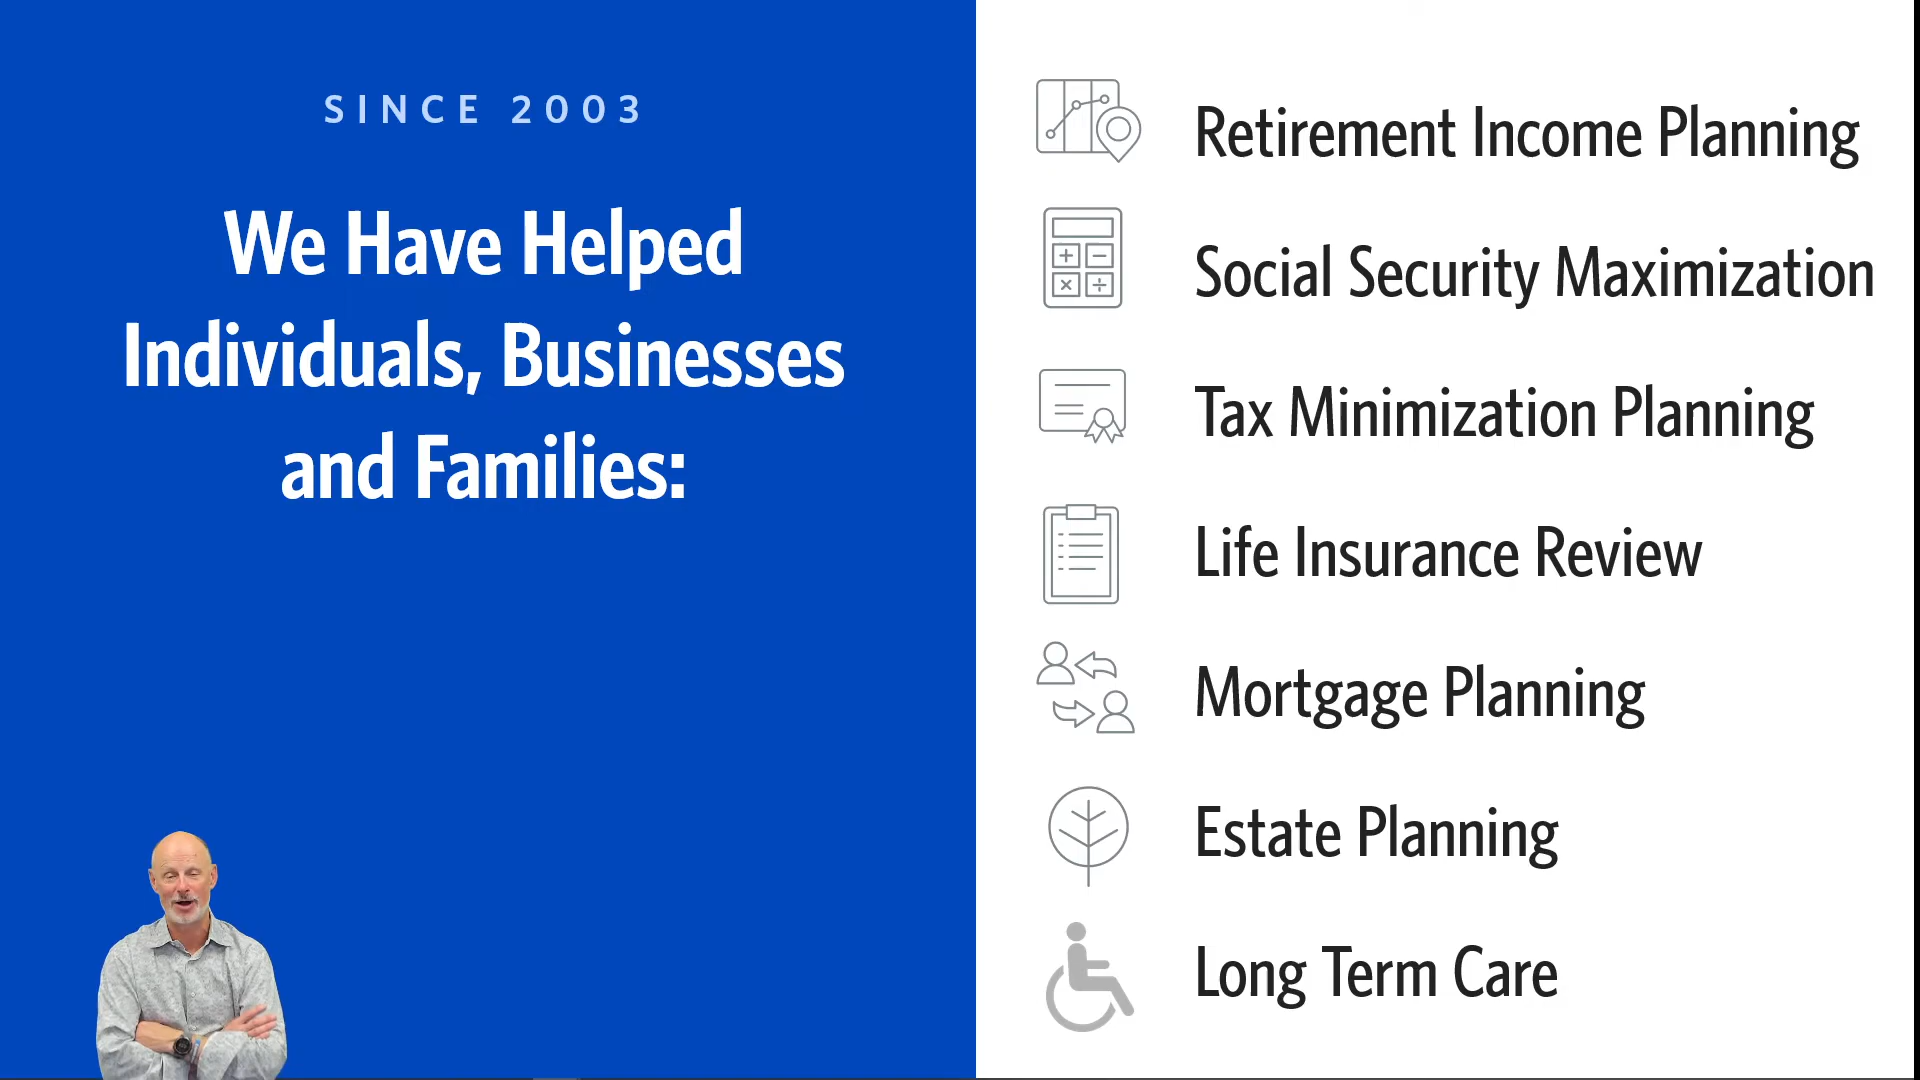 SINCE 2003
We Have Helped
Individuals, Businesses
and Families:
Retirement Income Planning
Social Security Maximization
Tax Minimization Planning
Life Insurance Review
Mortgage Planning
Estate Planning
Long Term Care